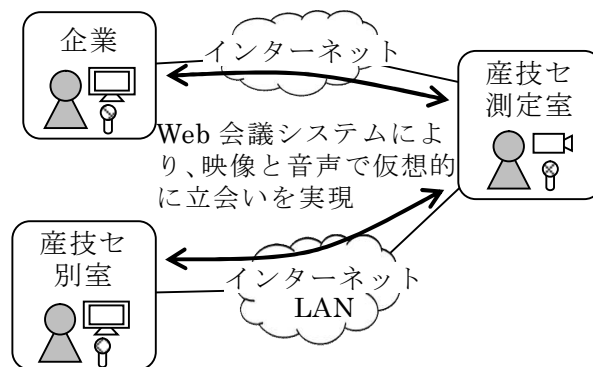 企業
インターネット
産技セ
測定室
Web 会議システムによ
り、映像と音声で仮想的
に立会いを実現
産技セ
別室
インターネット
LAN